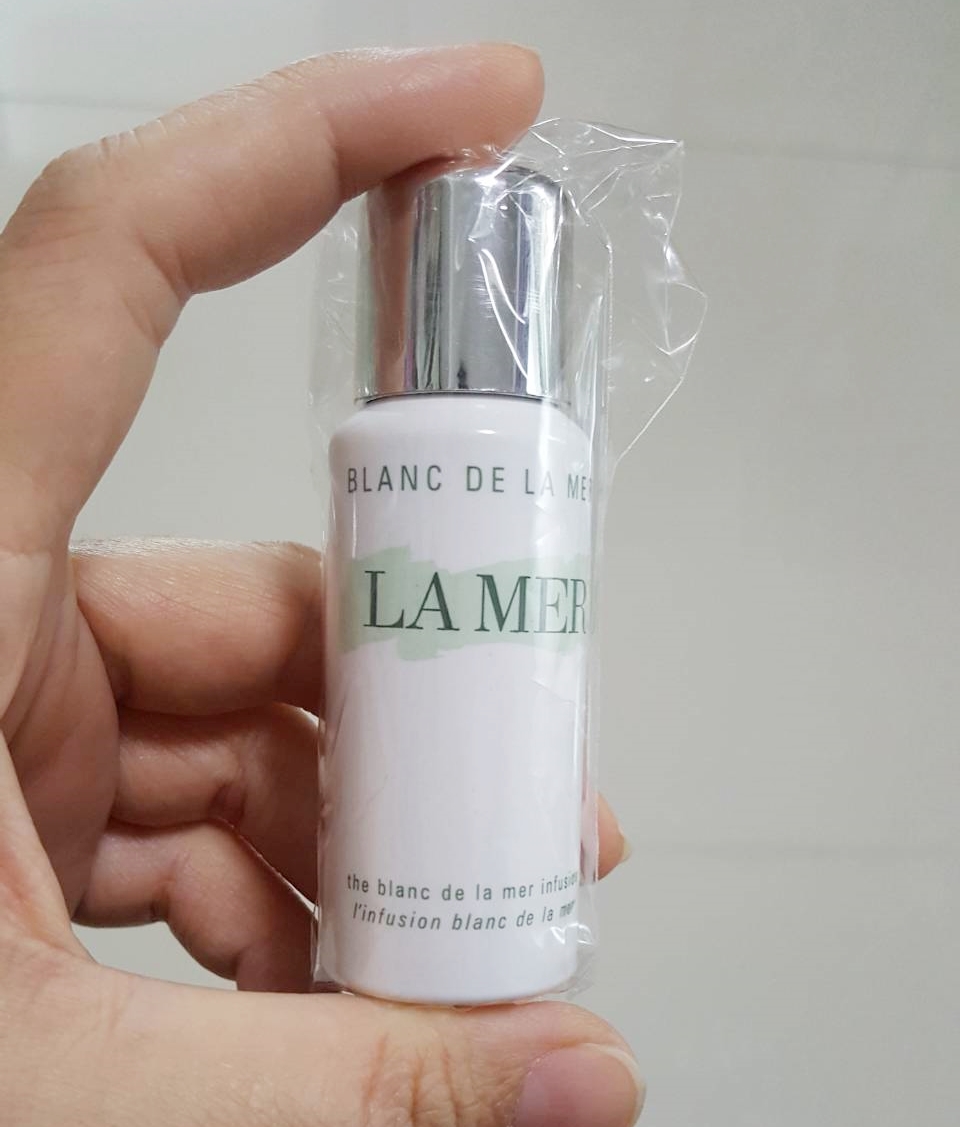 BLANC DE LA MER
LA MER
the blanc de la mer infusion
l'infusion blanc de la mer